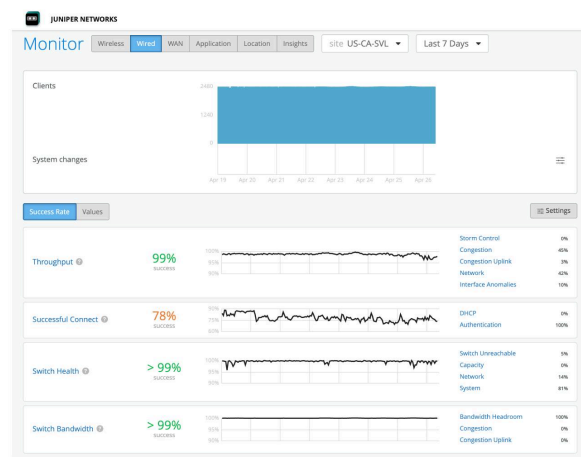 JUNIPER NETWORKS
Monitor Wireless Wired WAN Application Location Insights site US-CA-SVL Last 7 Days
Clients
2480
1240
0
System changes
Apr 19 Apr 20 Apr 21 Apr 22 Apr 23 Apr 24 Apr 25 Apr 26
Success Rate Values Settings
Throughput
99%
success
100%
95%
90%
Storm Control 0%
Congestion 45%
Congestion Uplink 3%
Network 42%
Interface Anomalies 10%
Successful Connect
78%
success
90%
75%
60%
DHCP 0%
Authentication 100%
Switch Health
> 99%
success
100%
95%
90%
Switch Unreachable 5%
Capacity 0%
Network 14%
System 81%
Switch Bandwidth
> 99%
success
100%
95%
90%
Bandwidth Headroom 100%
Congestion 0%
Congestion Uplink 0%